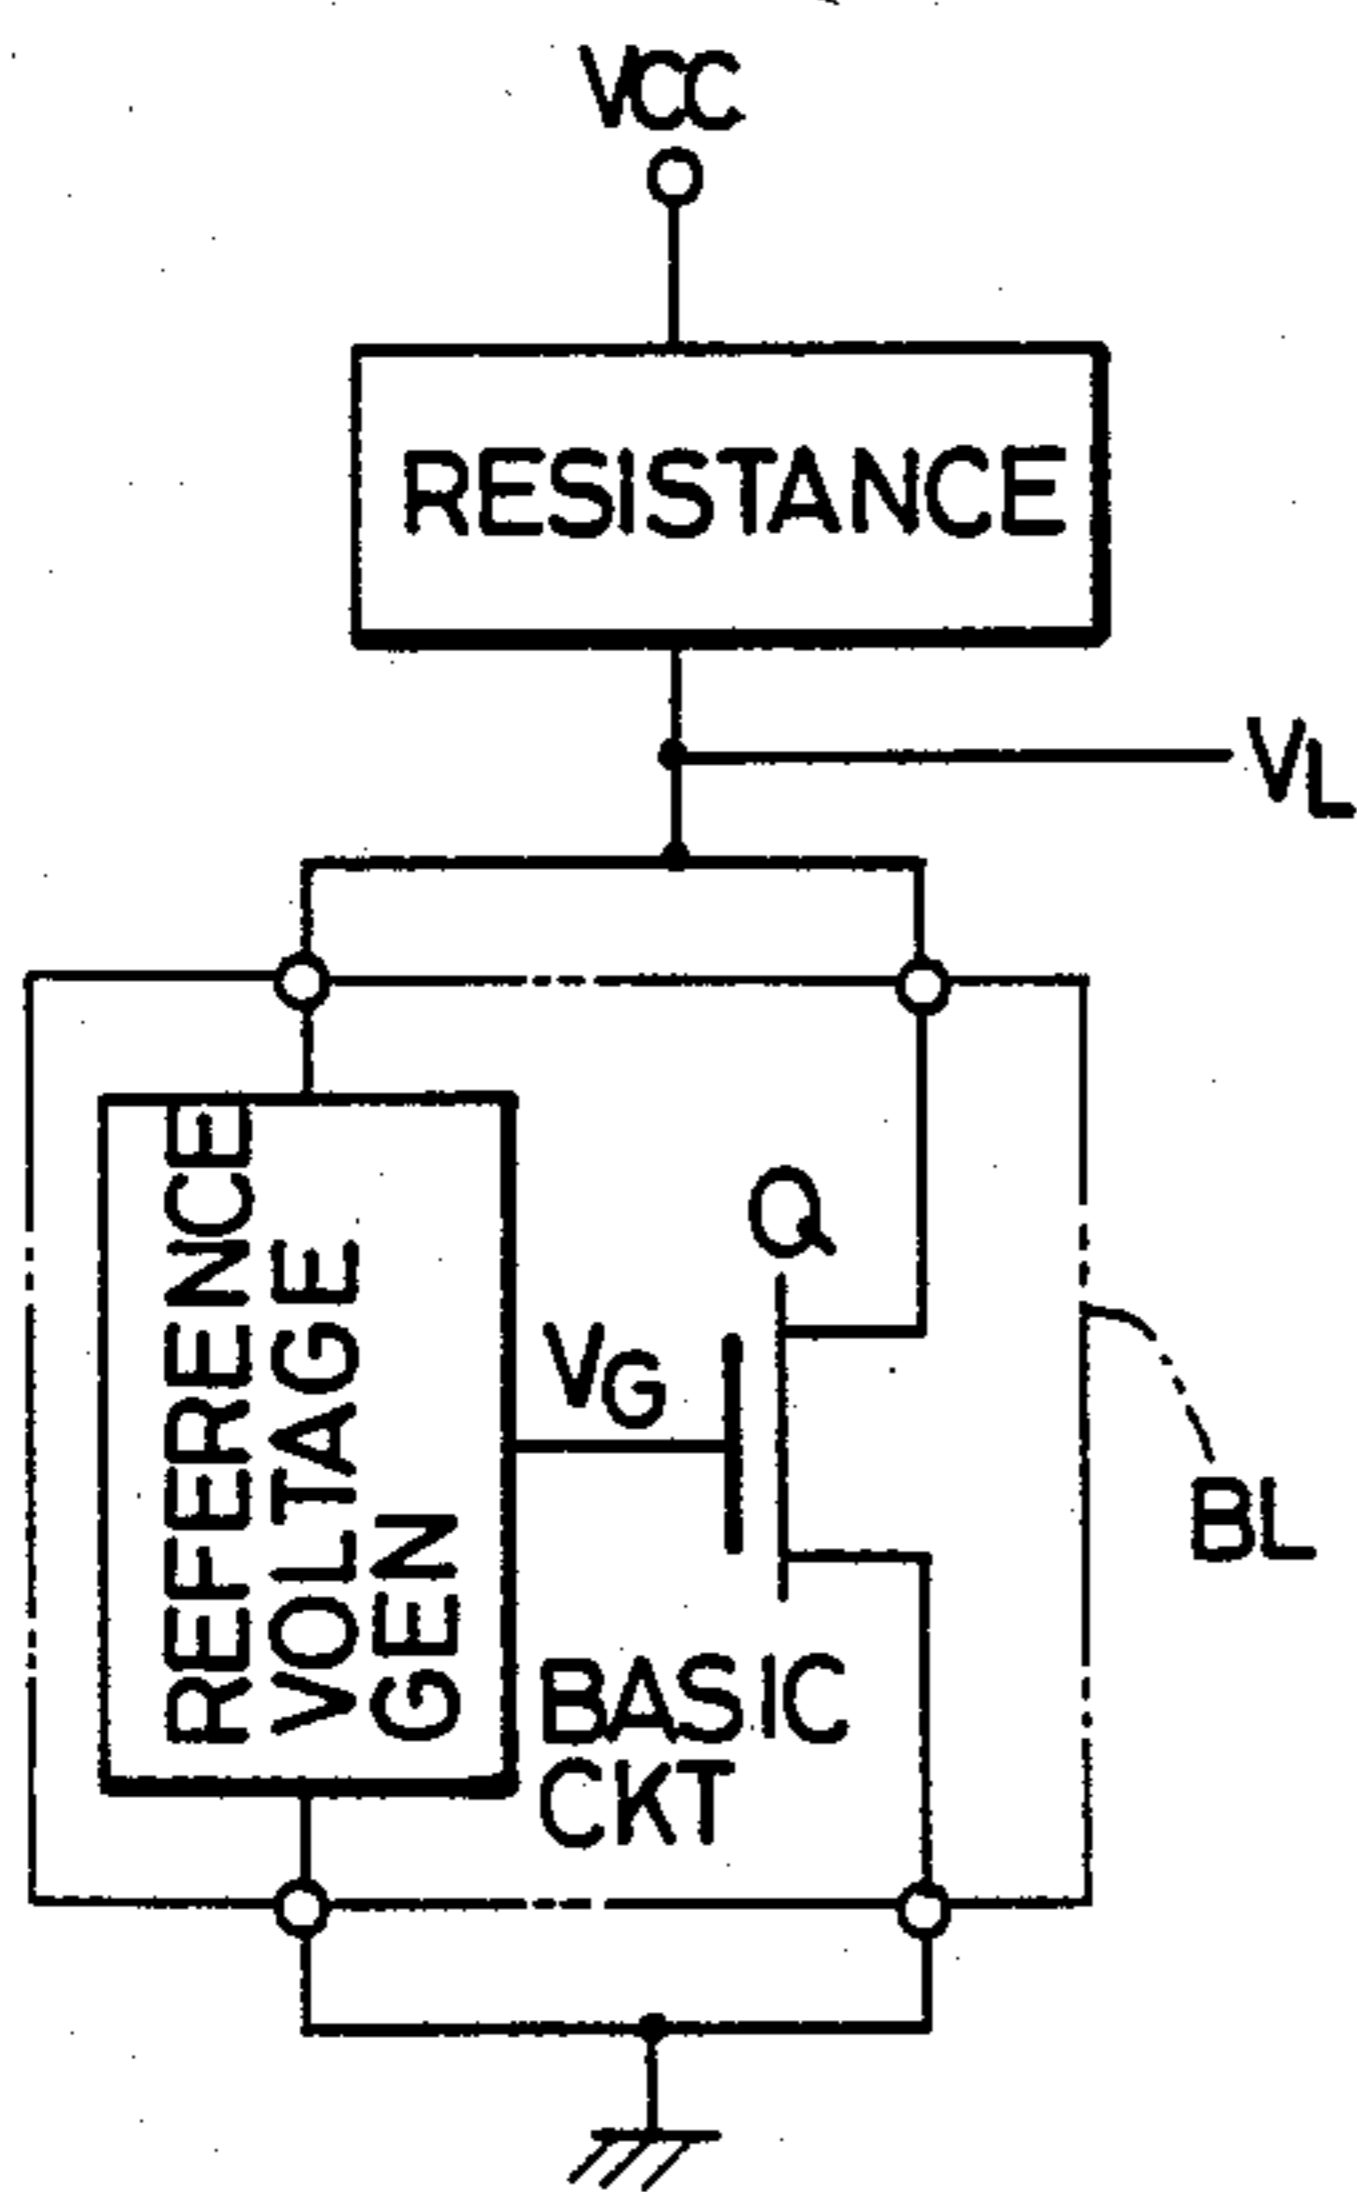 VCC
RESISTANCE
VL
REFERENCE
VOLTAGE
GEN
Q
VG
BL
BASIC
CKT